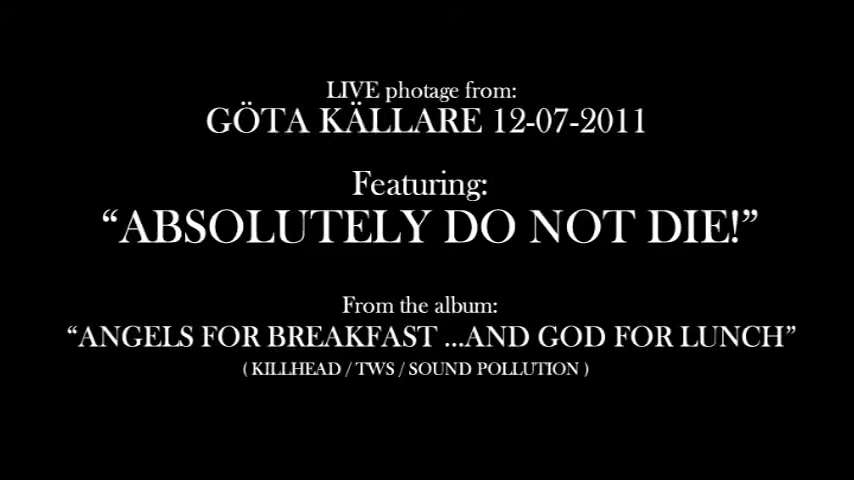 LIVE photage from:
GÖTA KÄLLARE 12-07-2011
Featuring:
“ABSOLUTELY DO NOT DIE!”
From the album:
“ANGELS FOR BREAKFAST ...AND GOD FOR LUNCH”
( KILLHEAD / TWS / SOUND POLLUTION )